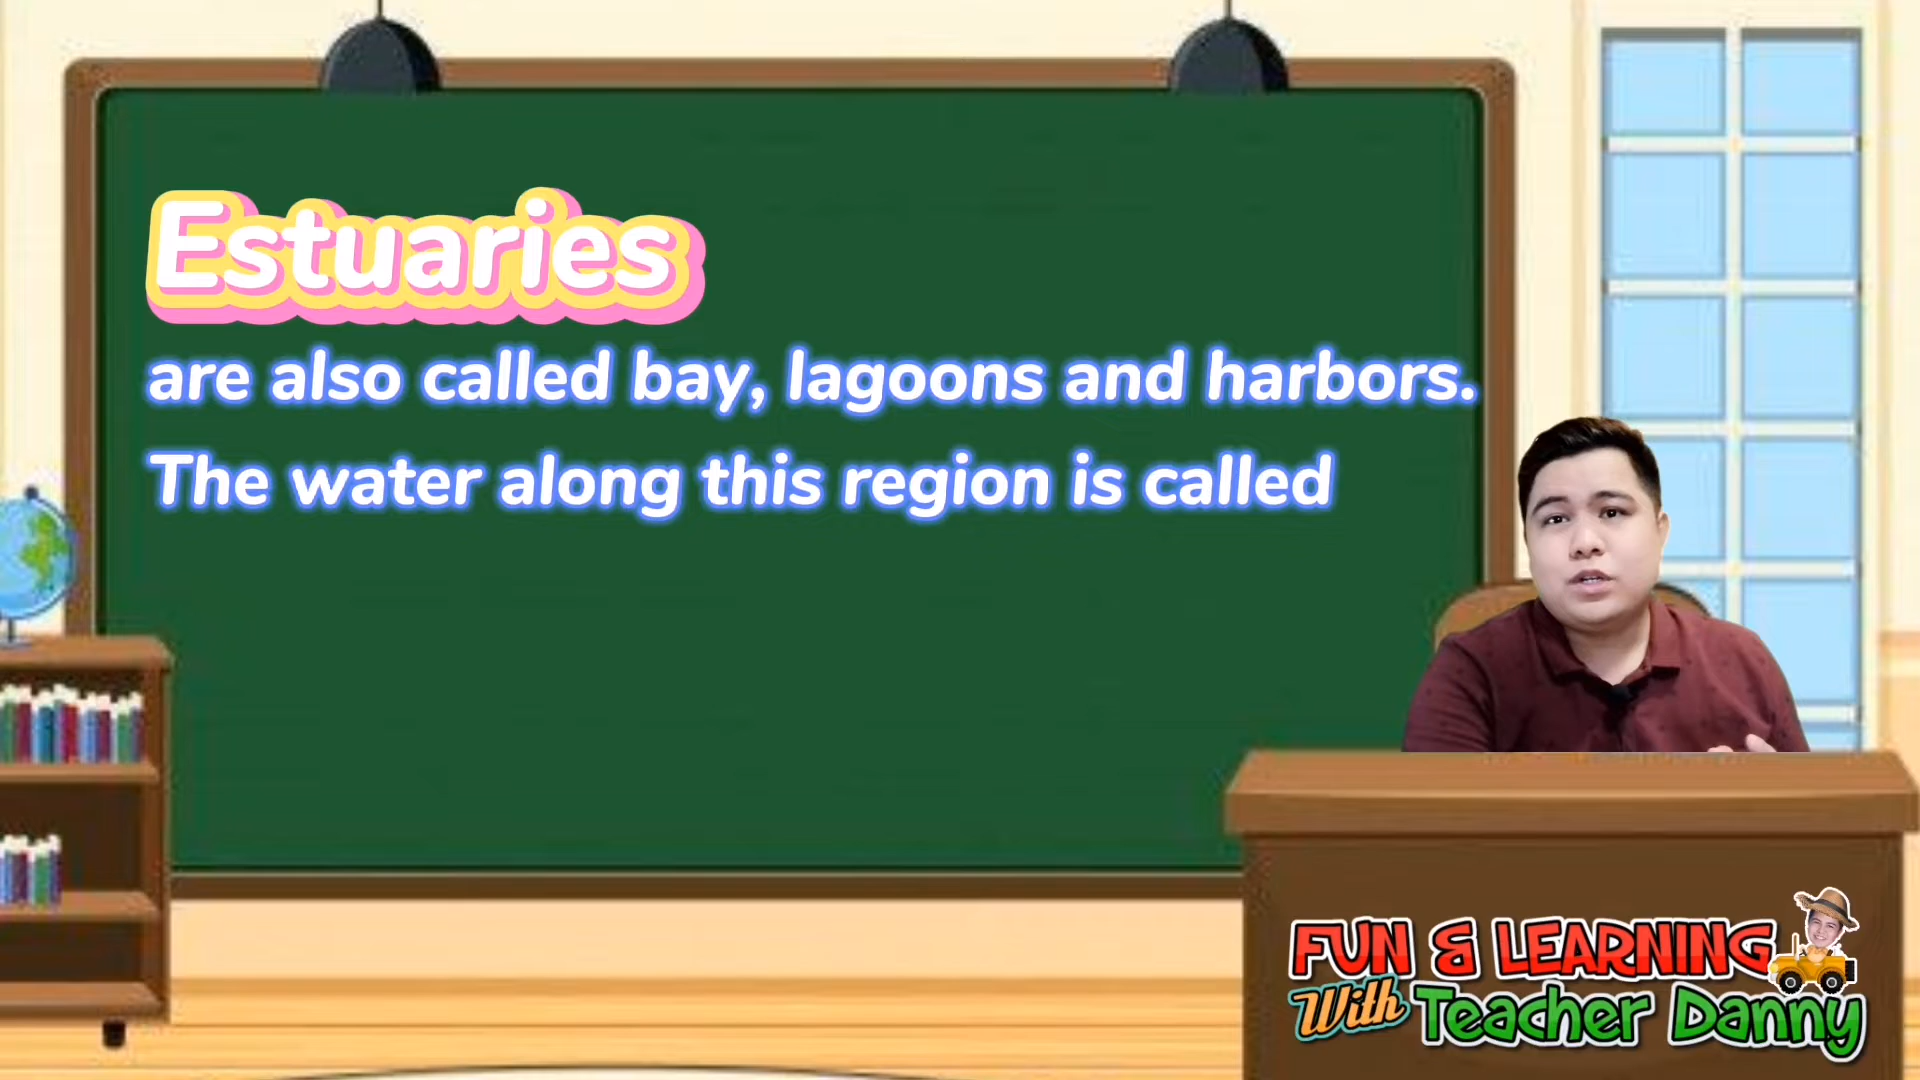 Estuaries
are also called bay, lagoons and harbors.
The water along this region is called
FUN & LEARNING
With Teacher Danny